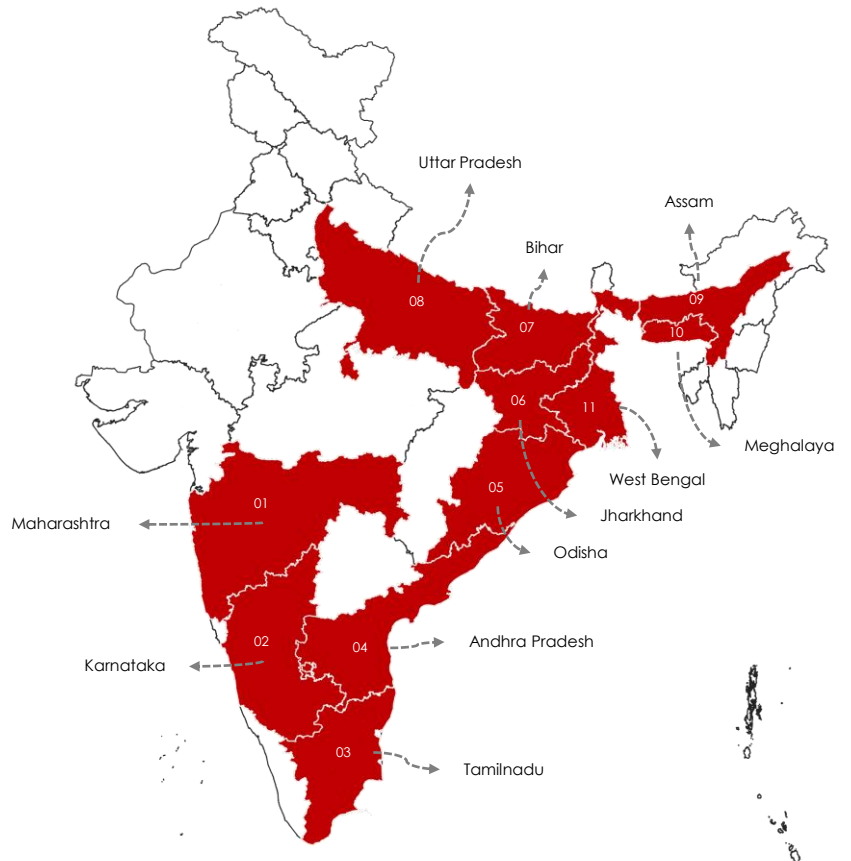 Uttar Pradesh
Assam
Bihar
09
08
07
10
06
11
Meghalaya
West Bengal
05
01
Jharkhand
Maharashtra
Odisha
02
04
Andhra Pradesh
Karnataka
03
Tamilnadu